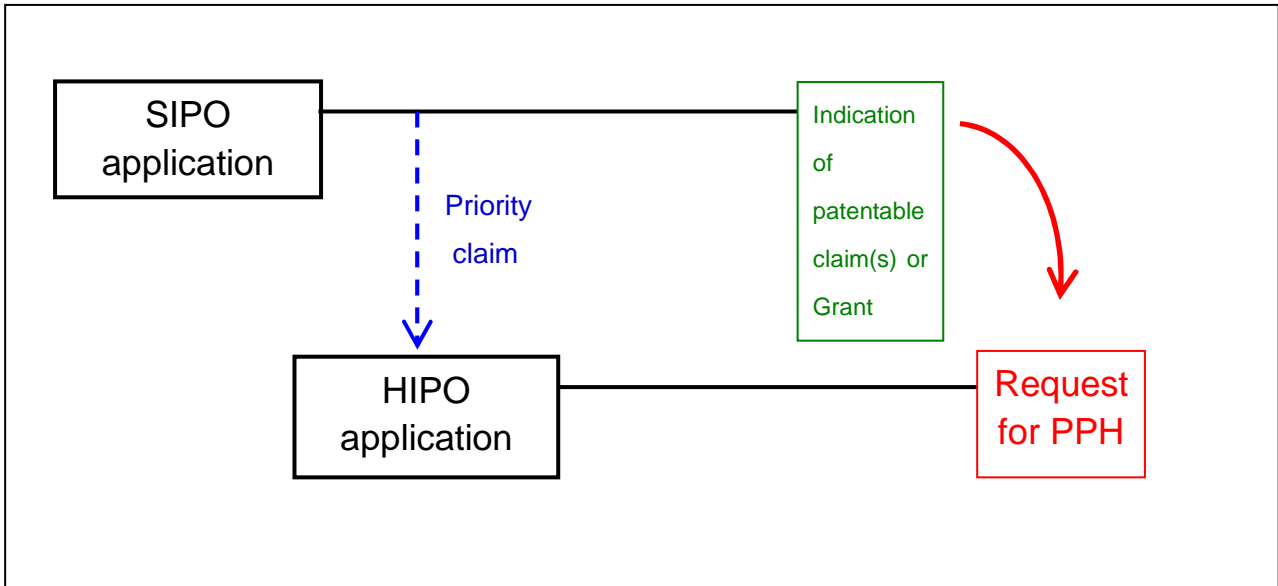 SIPO
application
Indication
of
patentable
claim(s) or
Grant
Priority
claim
HIPO
application
Request
for PPH